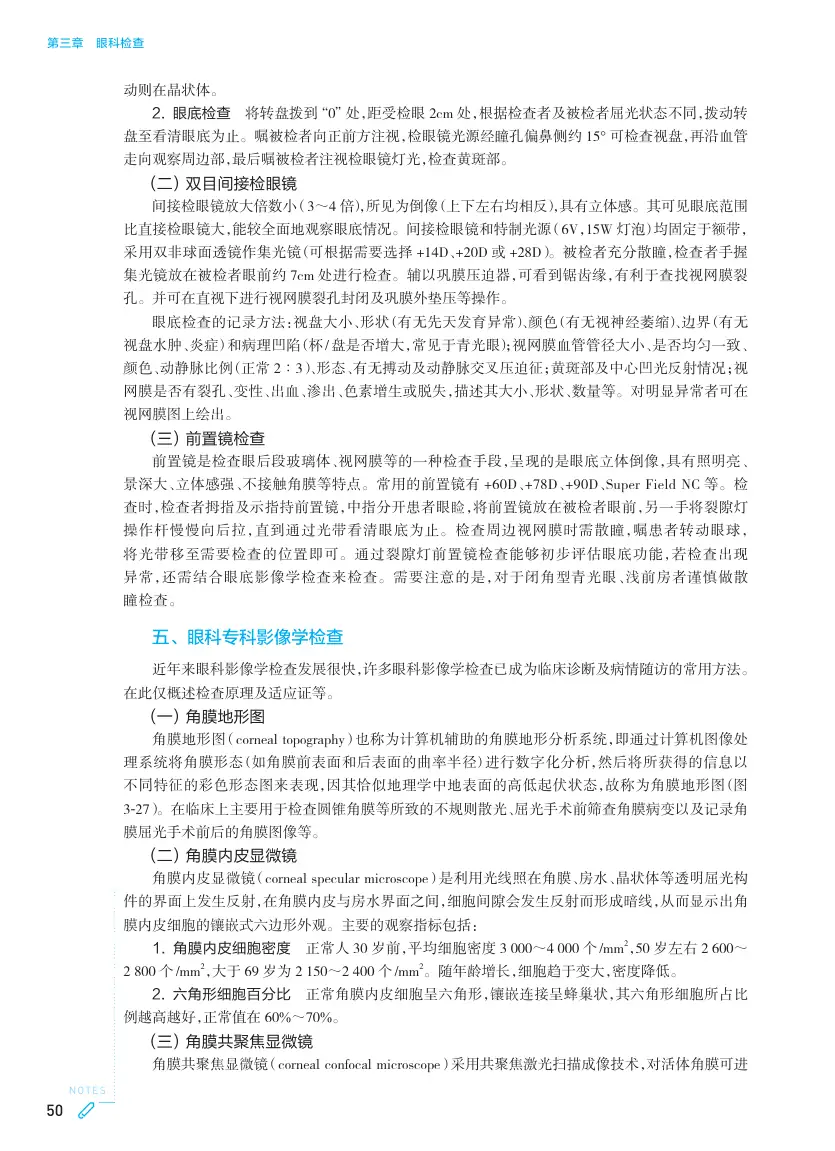 第三章 眼科检查
动则在晶状体。
2. 眼底检查 将转盘拨到 “0” 处,距受检眼 2cm 处,根据检查者及被检者屈光状态不同,拨动转
盘至看清眼底为止。嘱被检者向正前方注视,检眼镜光源经瞳孔偏鼻侧约 15° 可检查视盘,再沿血管
走向观察周边部,最后嘱被检者注视检眼镜灯光,检查黄斑部。
(二) 双目间接检眼镜
间接检眼镜放大倍数小(3～4 倍),所见为倒像(上下左右均相反),具有立体感。其可见眼底范围
比直接检眼镜大,能较全面地观察眼底情况。间接检眼镜和特制光源(6V,15W 灯泡)均固定于额带,
采用双非球面透镜作集光镜(可根据需要选择 +14D、+20D 或 +28D)。被检者充分散瞳,检查者手握
集光镜放在被检者眼前约 7cm 处进行检查。辅以巩膜压迫器,可看到锯齿缘,有利于查找视网膜裂
孔。并可在直视下进行视网膜裂孔封闭及巩膜外垫压等操作。
眼底检查的记录方法:视盘大小、形状(有无先天发育异常)、颜色(有无视神经萎缩)、边界(有无
视盘水肿、炎症)和病理凹陷(杯/盘是否增大,常见于青光眼);视网膜血管管径大小、是否均匀一致、
颜色、动静脉比例(正常 2∶3)、形态、有无搏动及动静脉交叉压迫征;黄斑部及中心凹光反射情况;视
网膜是否有裂孔、变性、出血、渗出、色素增生或脱失,描述其大小、形状、数量等。对明显异常者可在
视网膜图上绘出。
(三) 前置镜检查
前置镜是检查眼后段玻璃体、视网膜等的一种检查手段,呈现的是眼底立体倒像,具有照明亮、
景深大、立体感强、不接触角膜等特点。常用的前置镜有 +60D、+78D、+90D、Super Field NC 等。检
查时,检查者拇指及示指持前置镜,中指分开患者眼睑,将前置镜放在被检者眼前,另一手将裂隙灯
操作杆慢慢向后拉,直到通过光带看清眼底为止。检查周边视网膜时需散瞳,嘱患者转动眼球,
将光带移至需要检查的位置即可。通过裂隙灯前置镜检查能够初步评估眼底功能,若检查出现
异常,还需结合眼底影像学检查来检查。需要注意的是,对于闭角型青光眼、浅前房者谨慎做散
瞳检查。
五、眼科专科影像学检查
近年来眼科影像学检查发展很快,许多眼科影像学检查已成为临床诊断及病情随访的常用方法。
在此仅概述检查原理及适应证等。
(一) 角膜地形图
角膜地形图(corneal topography)也称为计算机辅助的角膜地形分析系统,即通过计算机图像处
理系统将角膜形态(如角膜前表面和后表面的曲率半径)进行数字化分析,然后将所获得的信息以
不同特征的彩色形态图来表现,因其恰似地理学中地表面的高低起伏状态,故称为角膜地形图(图
3-27)。在临床上主要用于检查圆锥角膜等所致的不规则散光、屈光手术前筛查角膜病变以及记录角
膜屈光手术前后的角膜图像等。
(二) 角膜内皮显微镜
角膜内皮显微镜(corneal specular microscope)是利用光线照在角膜、房水、晶状体等透明屈光构
件的界面上发生反射,在角膜内皮与房水界面之间,细胞间隙会发生反射而形成暗线,从而显示出角
膜内皮细胞的镶嵌式六边形外观。主要的观察指标包括:
1. 角膜内皮细胞密度 正常人 30 岁前,平均细胞密度 3 000～4 000 个/mm²,50 岁左右 2 600～
2 800 个/mm²,大于 69 岁为 2 150～2 400 个/mm²。随年龄增长,细胞趋于变大,密度降低。
2. 六角形细胞百分比 正常角膜内皮细胞呈六角形,镶嵌连接呈蜂巢状,其六角形细胞所占比
例越高越好,正常值在 60%～70%。
(三) 角膜共聚焦显微镜
角膜共聚焦显微镜(corneal confocal microscope)采用共聚焦激光扫描成像技术,对活体角膜可进
NOTES
50